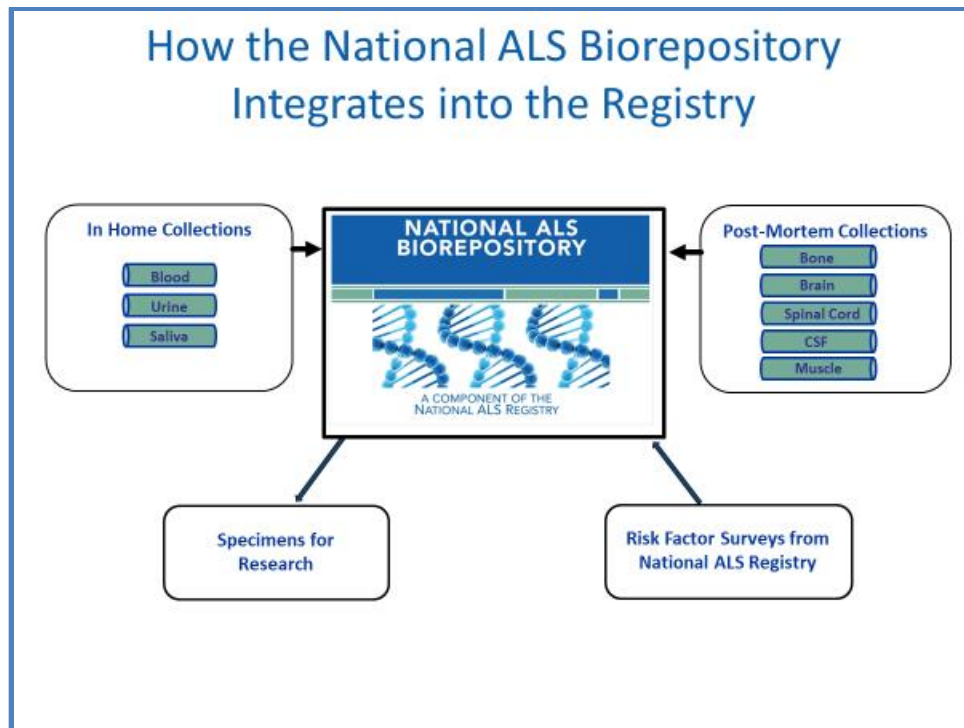 How the National ALS Biorepository
Integrates into the Registry
In Home Collections
Blood
Urine
Saliva
NATIONAL ALS
BIOREPOSITORY
A COMPONENT OF THE
NATIONAL ALS REGISTRY
Post-Mortem Collections
Bone
Brain
Spinal Cord
CSF
Muscle
Specimens for
Research
Risk Factor Surveys from
National ALS Registry